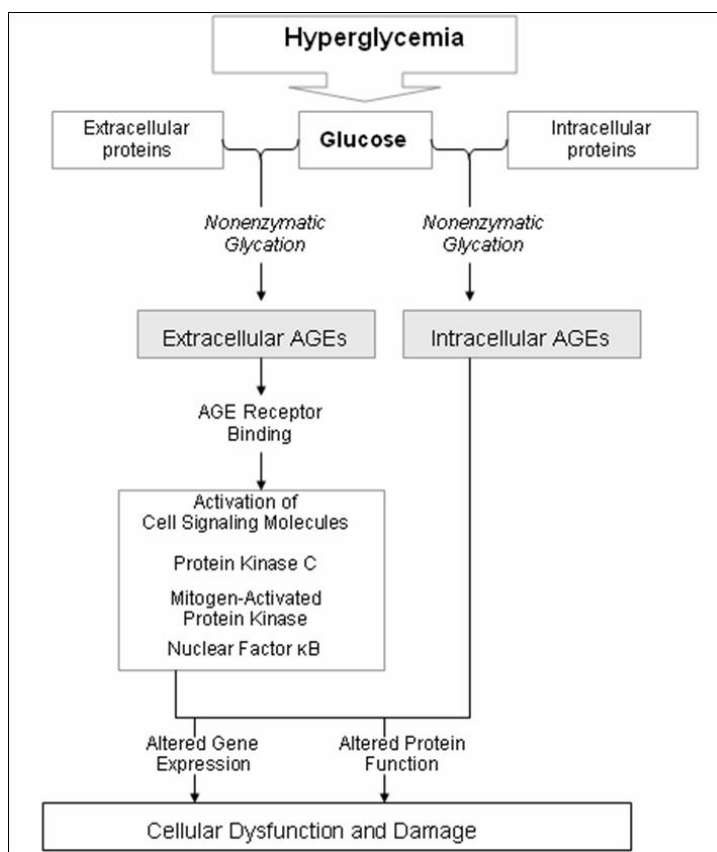 Hyperglycemia
Extracellular
proteins
Glucose
Intracellular
proteins
Nonenzymatic
Glycation
Nonenzymatic
Glycation
Extracellular AGEs
Intracellular AGEs
AGE Receptor
Binding
Activation of
Cell Signaling Molecules
Protein Kinase C
Mitogen-Activated
Protein Kinase
Nuclear Factor κB
Altered Gene
Expression
Altered Protein
Function
Cellular Dysfunction and Damage